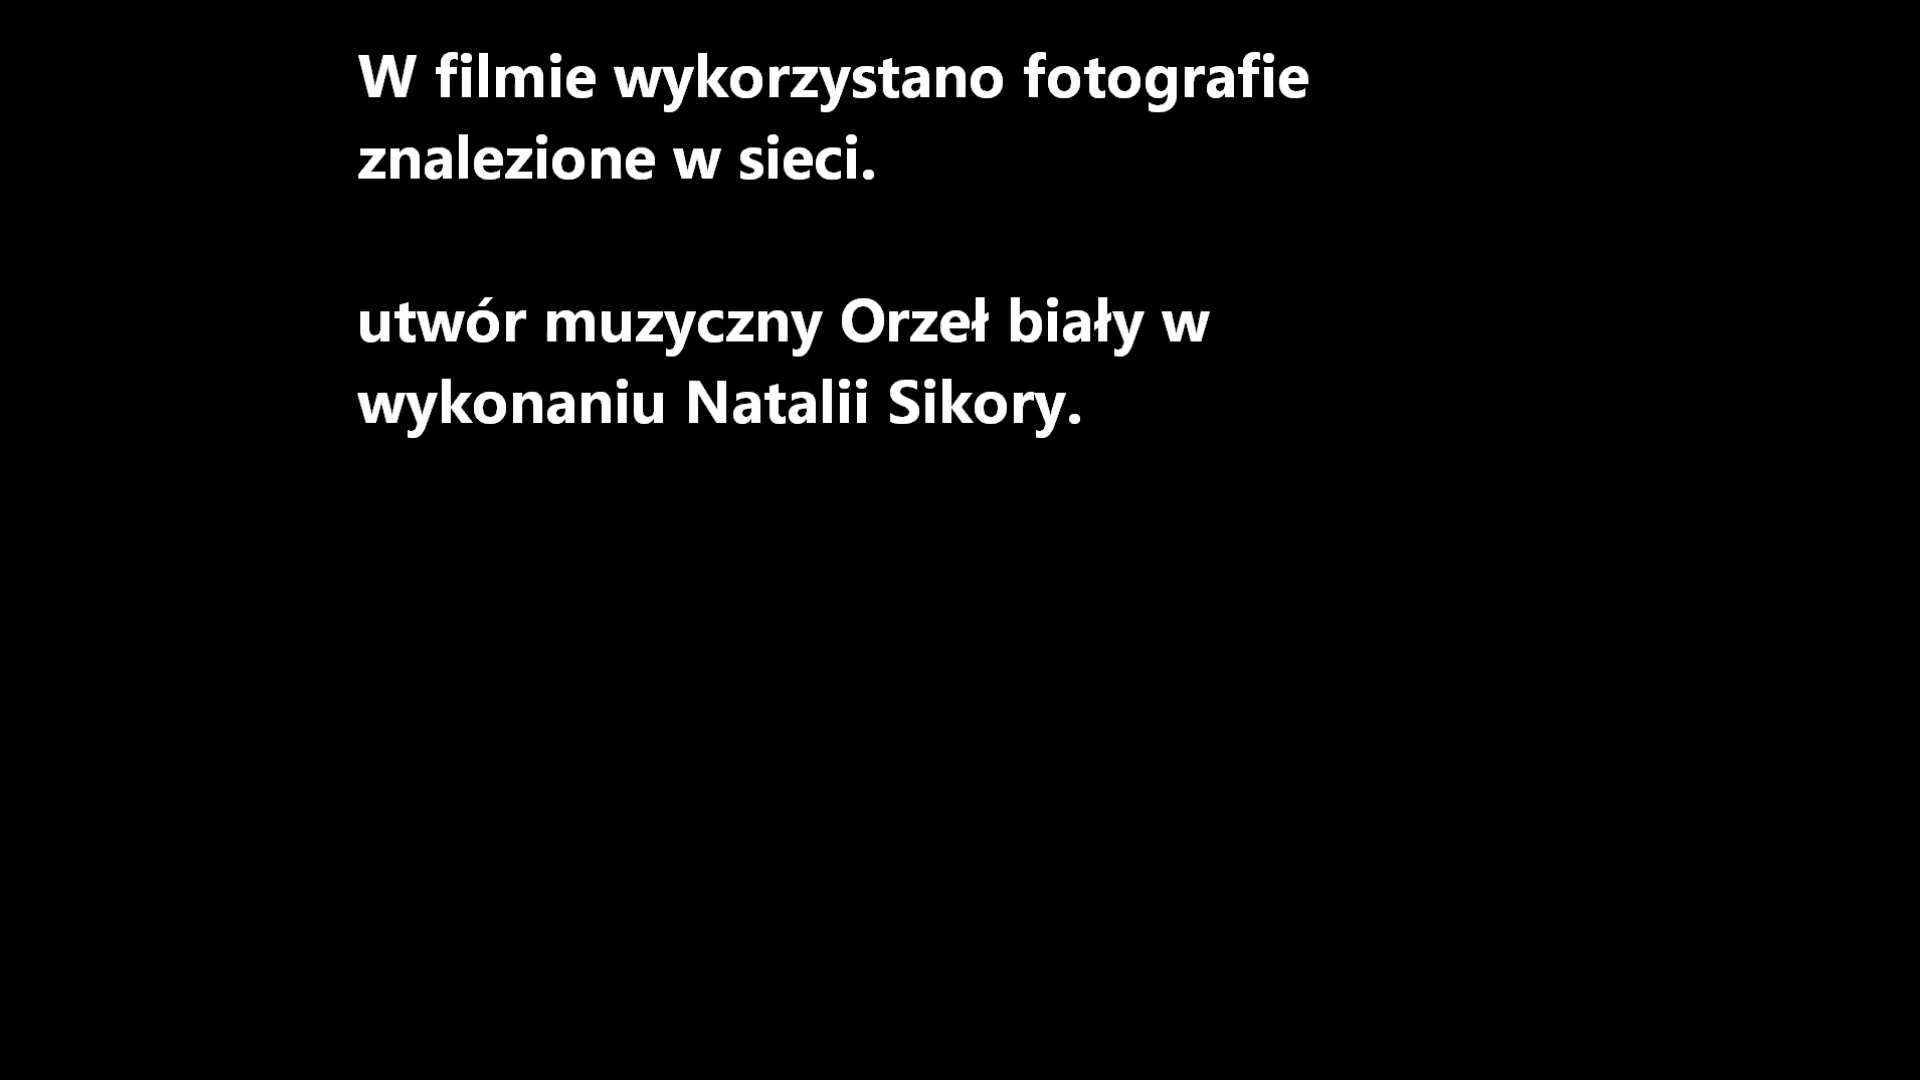 W filmie wykorzystano fotografie
znalezione w sieci.
utwór muzyczny Orzeł biały w
wykonaniu Natalii Sikory.